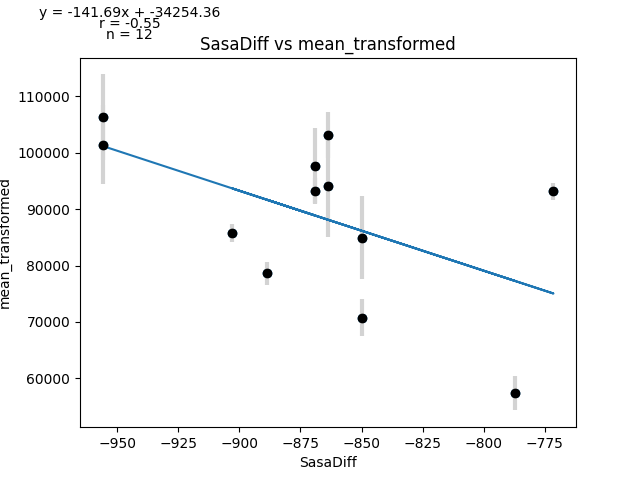 y = -141.69x + -34254.36
r = -0.55
n = 12
SasaDiff vs mean_transformed
mean_transformed
110000
100000
90000
80000
70000
60000
−950
−925
−900
−875
−850
−825
−800
−775
SasaDiff